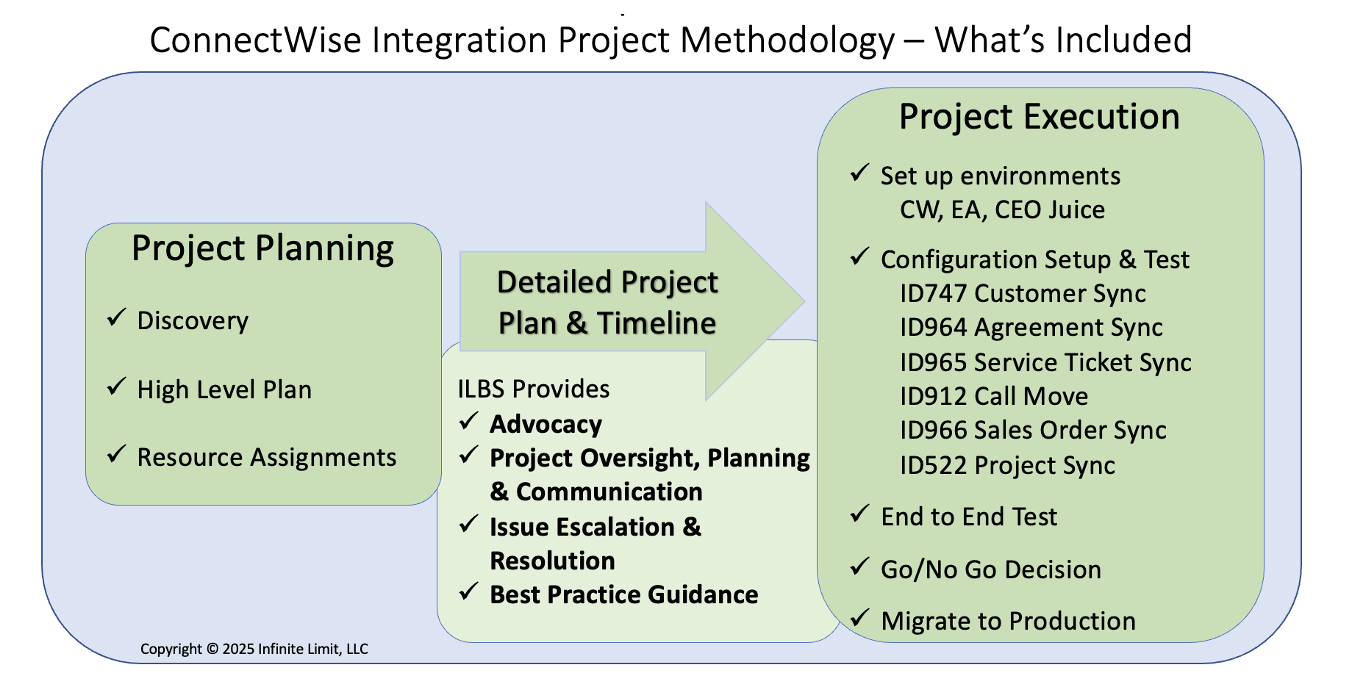 ConnectWise Integration Project Methodology – What's Included
Project Planning
✓ Discovery
✓ High Level Plan
✓ Resource Assignments
Detailed Project
Plan & Timeline
ILBS Provides
✓ Advocacy
✓ Project Oversight, Planning
& Communication
✓ Issue Escalation &
Resolution
✓ Best Practice Guidance
Project Execution
✓ Set up environments
CW, EA, CEO Juice
✓ Configuration Setup & Test
ID747 Customer Sync
ID964 Agreement Sync
ID965 Service Ticket Sync
ID912 Call Move
ID966 Sales Order Sync
ID522 Project Sync
✓ End to End Test
✓ Go/No Go Decision
✓ Migrate to Production
Copyright © 2025 Infinite Limit, LLC